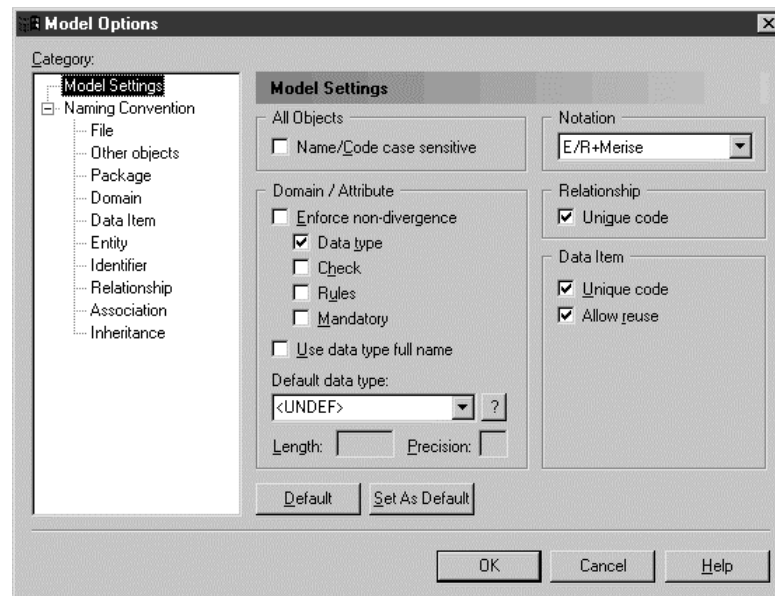 Model Options
Category:
Model Settings
Naming Convention
File
Other objects
Package
Domain
Data Item
Entity
Identifier
Relationship
Association
Inheritance
Model Settings
All Objects
Name/Code case sensitive
Domain / Attribute
Enforce non-divergence
Data type
Check
Rules
Mandatory
Use data type full name
Default data type:
<UNDEF>
?
Length:
Precision:
Notation
E/R+Merise
Relationship
Unique code
Data Item
Unique code
Allow reuse
Default
Set As Default
OK
Cancel
Help